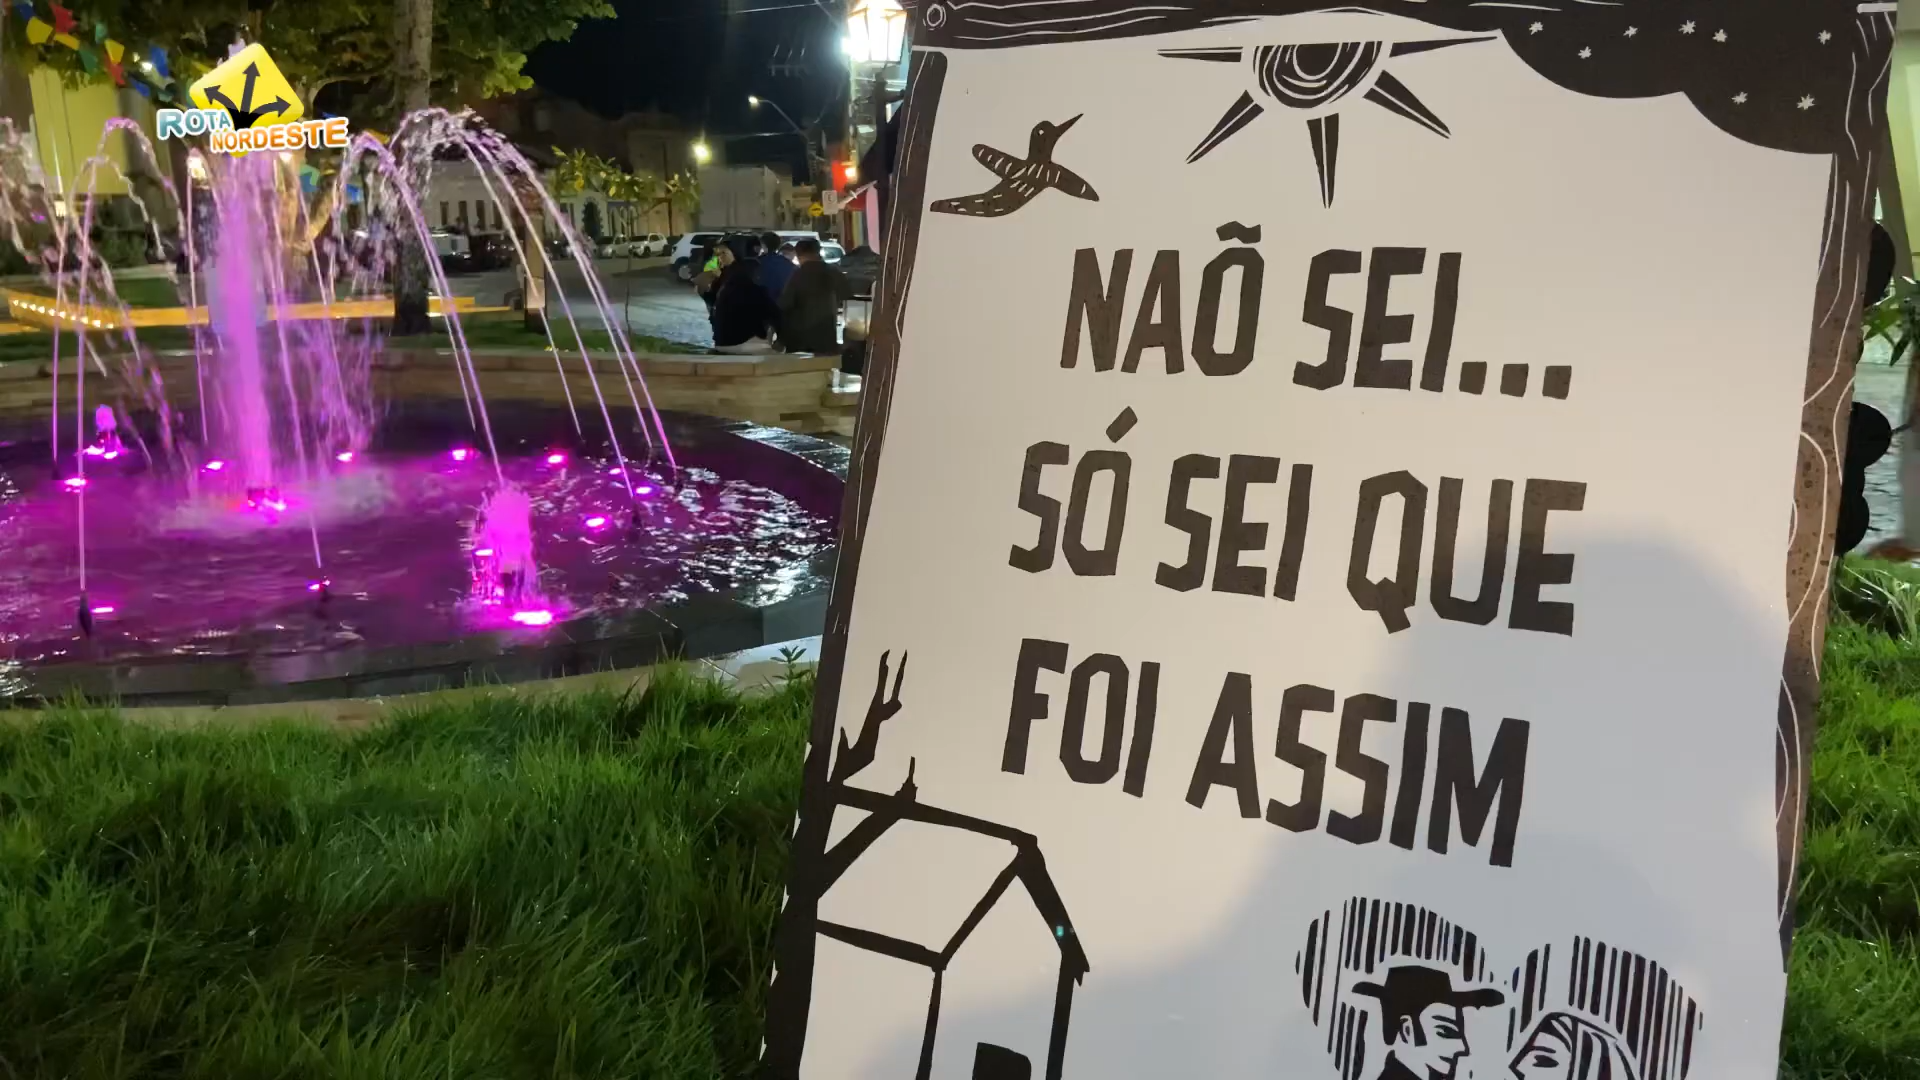 ROTA
NORDESTE
NAÕ SEI...
SÓ SEI QUE
FOI ASSIM